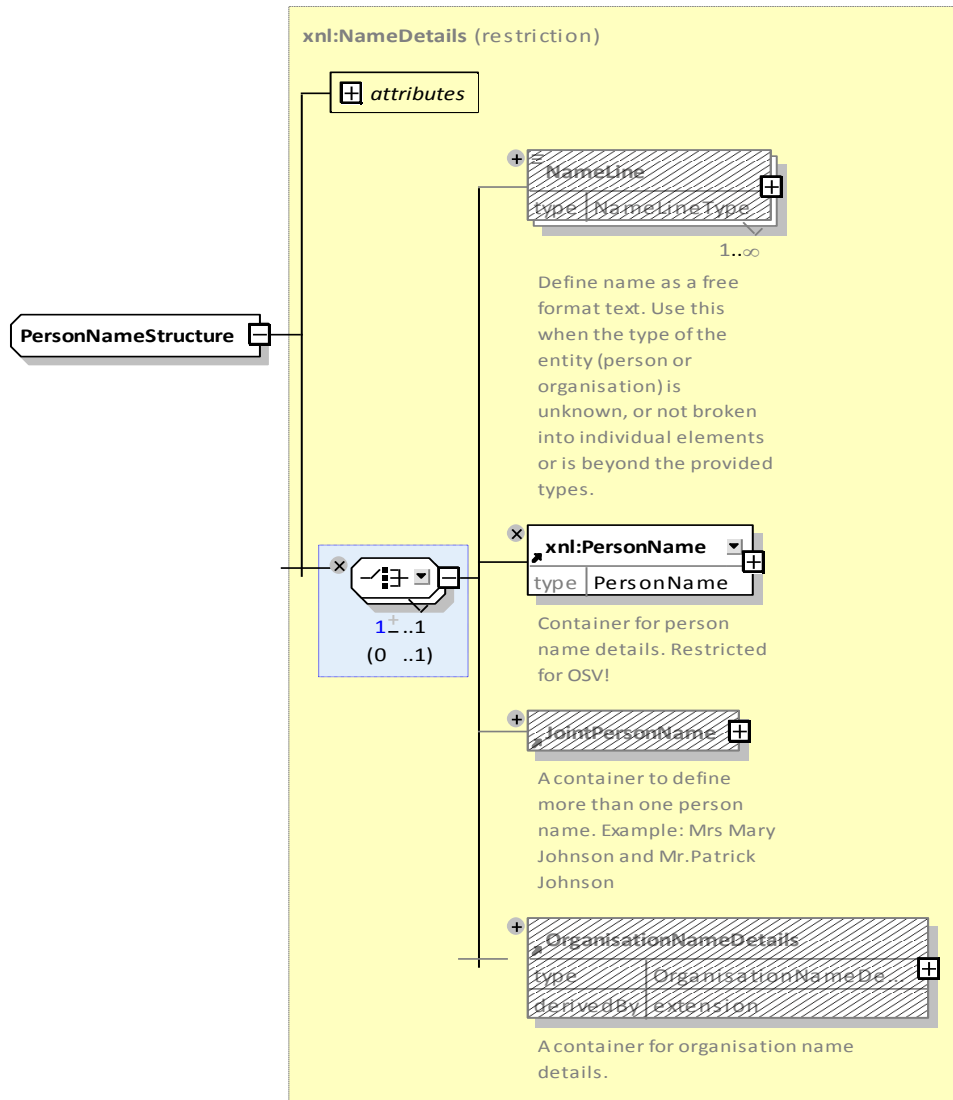 xnl:NameDetails (restriction)
attributes
NameLine
type NameLineType
1..∞
Define name as a free
format text. Use this
when the type of the
entity (person or
organisation) is
unknown, or not broken
into individual elements
or is beyond the provided
types.
PersonNameStructure
xnl:PersonName
type PersonName
1..1
(0 ..1)
Container for person
name details. Restricted
for OSV!
JointPersonName
A container to define
more than one person
name. Example: Mrs Mary
Johnson and Mr.Patrick
Johnson
OrganisationNameDetails
type OrganisationNameDe...
derivedBy extension
A container for organisation name
details.